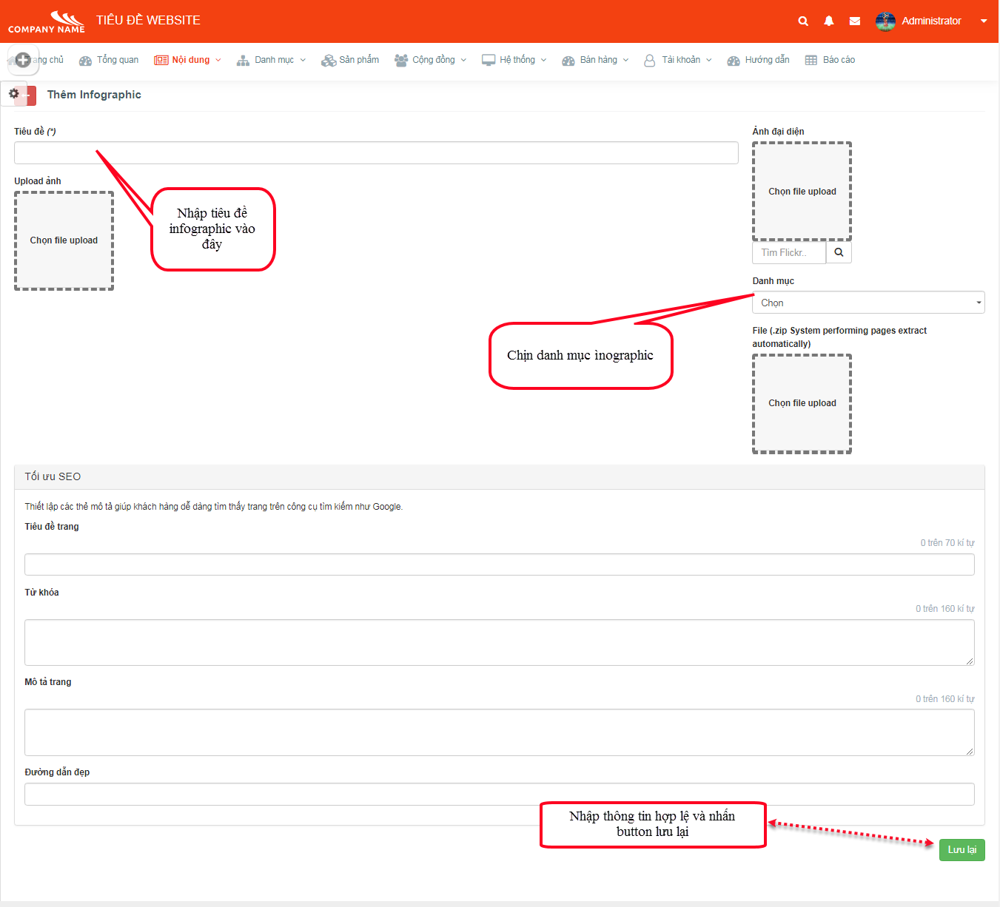 COMPANY NAME
TIÊU ĐỀ WEBSITE
Administrator
rang chủ
Tổng quan
Nội dung
Danh mục
Sản phẩm
Cộng đồng
Hệ thống
Bán hàng
Tài khoản
Hướng dẫn
Báo cáo
Thêm Infographic
Tiêu đề (*)
Nhập tiêu đề
infographic vào
đây
Upload ảnh
Chọn file upload
Ảnh đại diện
Chọn file upload
Tìm Flickr..
Danh mục
Chọn
Chịn danh mục ìnographic
File (.zip System performing pages extract
automatically)
Chọn file upload
Tối ưu SEO
Thiết lập các thẻ mô tả giúp khách hàng dễ dàng tìm thấy trang trên công cụ tìm kiếm như Google.
Tiêu đề trang
0 trên 70 kí tự
Từ khóa
0 trên 160 kí tự
Mô tả trang
0 trên 160 kí tự
Đường dẫn đẹp
Nhập thông tin hợp lệ và nhấn
button lưu lại
Lưu lại